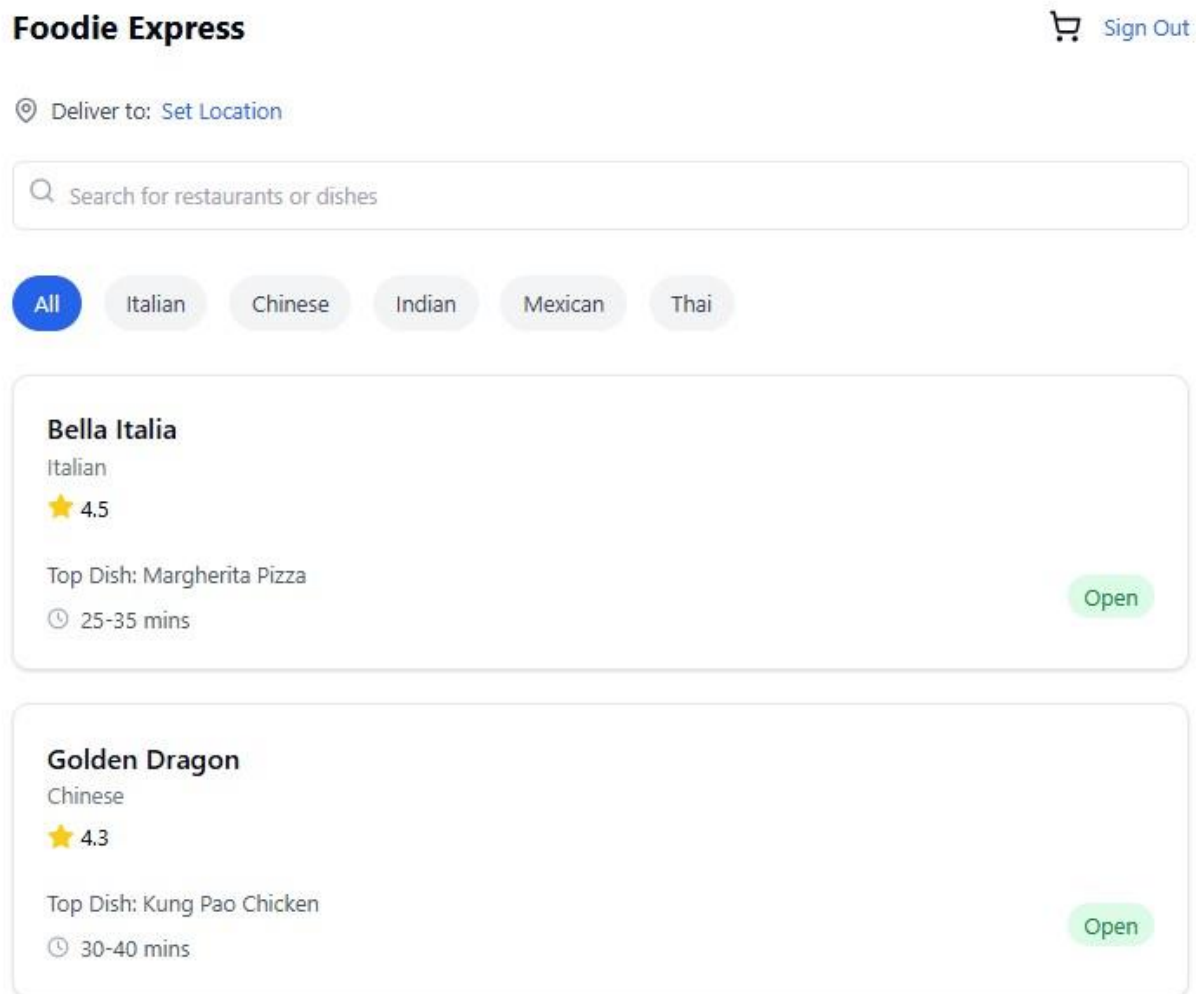 Foodie Express
Sign Out
Deliver to: Set Location
Search for restaurants or dishes
All Italian Chinese Indian Mexican Thai
Bella Italia
Italian
4.5
Top Dish: Margherita Pizza
Open
25-35 mins
Golden Dragon
Chinese
4.3
Top Dish: Kung Pao Chicken
Open
30-40 mins